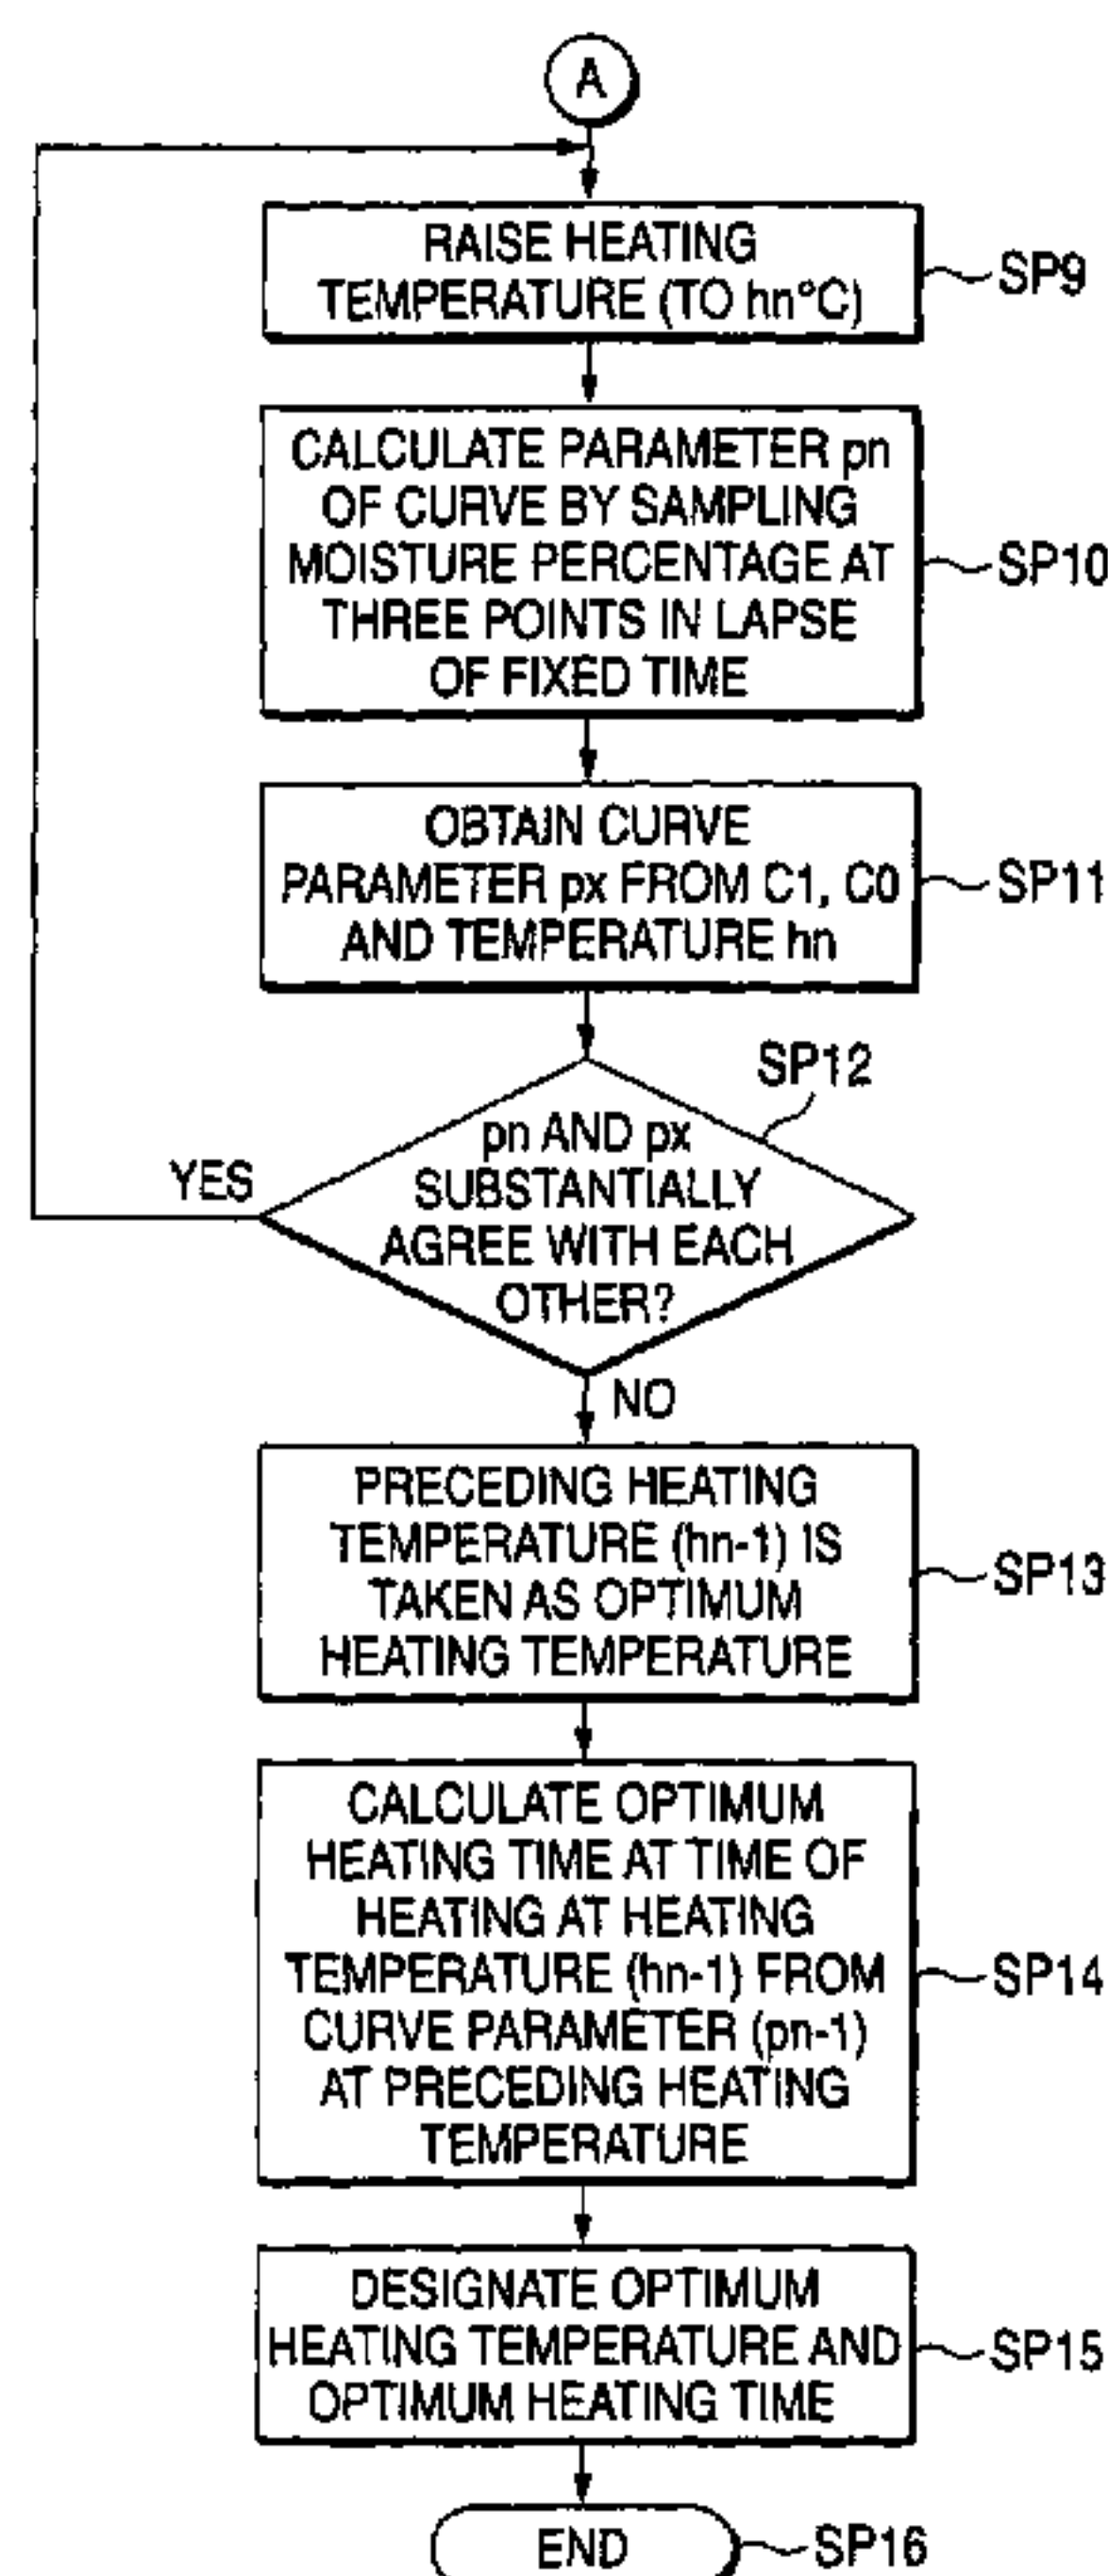 A
RAISE HEATING
TEMPERATURE (TO hn°C)
SP9
CALCULATE PARAMETER pn
OF CURVE BY SAMPLING
MOISTURE PERCENTAGE AT
THREE POINTS IN LAPSE
OF FIXED TIME
SP10
OBTAIN CURVE
PARAMETER px FROM C1, C0
AND TEMPERATURE hn
SP11
SP12
pn AND px
SUBSTANTIALLY
AGREE WITH EACH
OTHER?
YES
NO
PRECEDING HEATING
TEMPERATURE (hn-1) IS
TAKEN AS OPTIMUM
HEATING TEMPERATURE
SP13
CALCULATE OPTIMUM
HEATING TIME AT TIME OF
HEATING AT HEATING
TEMPERATURE (hn-1) FROM
CURVE PARAMETER (pn-1)
AT PRECEDING HEATING
TEMPERATURE
SP14
DESIGNATE OPTIMUM
HEATING TEMPERATURE AND
OPTIMUM HEATING TIME
SP15
END
SP16